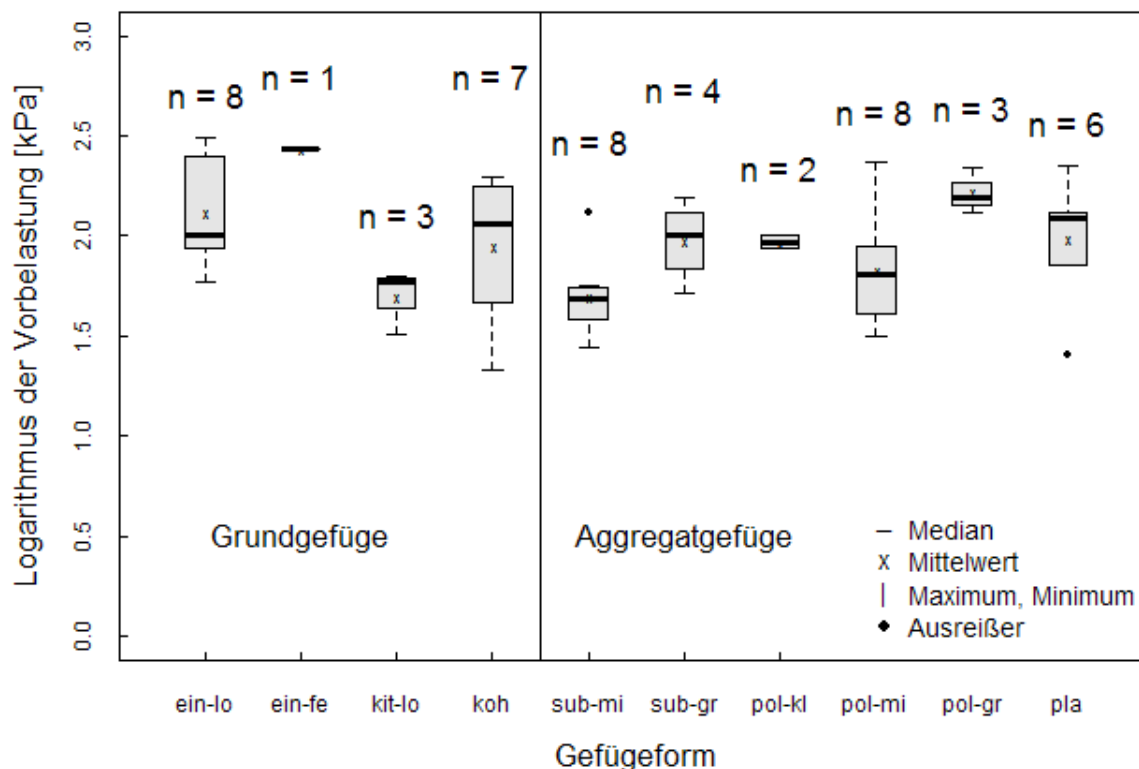 Logarithmus der Vorbelastung [kPa]
3.0
2.5
2.0
1.5
1.0
0.5
0.0
n = 8
n = 1
n = 3
n = 7
n = 8
n = 4
n = 2
n = 8
n = 3
n = 6
Grundgefüge
Aggregatgefüge
– Median
x Mittelwert
| Maximum, Minimum
• Ausreißer
ein-lo ein-fe kit-lo koh sub-mi sub-gr pol-kl pol-mi pol-gr pla
Gefügeform